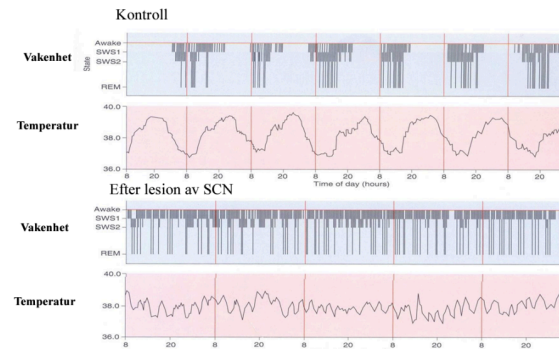 Kontroll
Vakenhet
State
Awake
SWS1
SWS2
REM
Temperatur
40.0
38.0
36.0
8 20 8 20 8 20 8 20 8 20 8 20 8 20
Time of day (hours)
Efter lesion av SCN
Vakenhet
Awake
SWS1
SWS2
REM
Temperatur
40.0
38.0
36.0
8 20 8 20 8 20 8 20 8 20